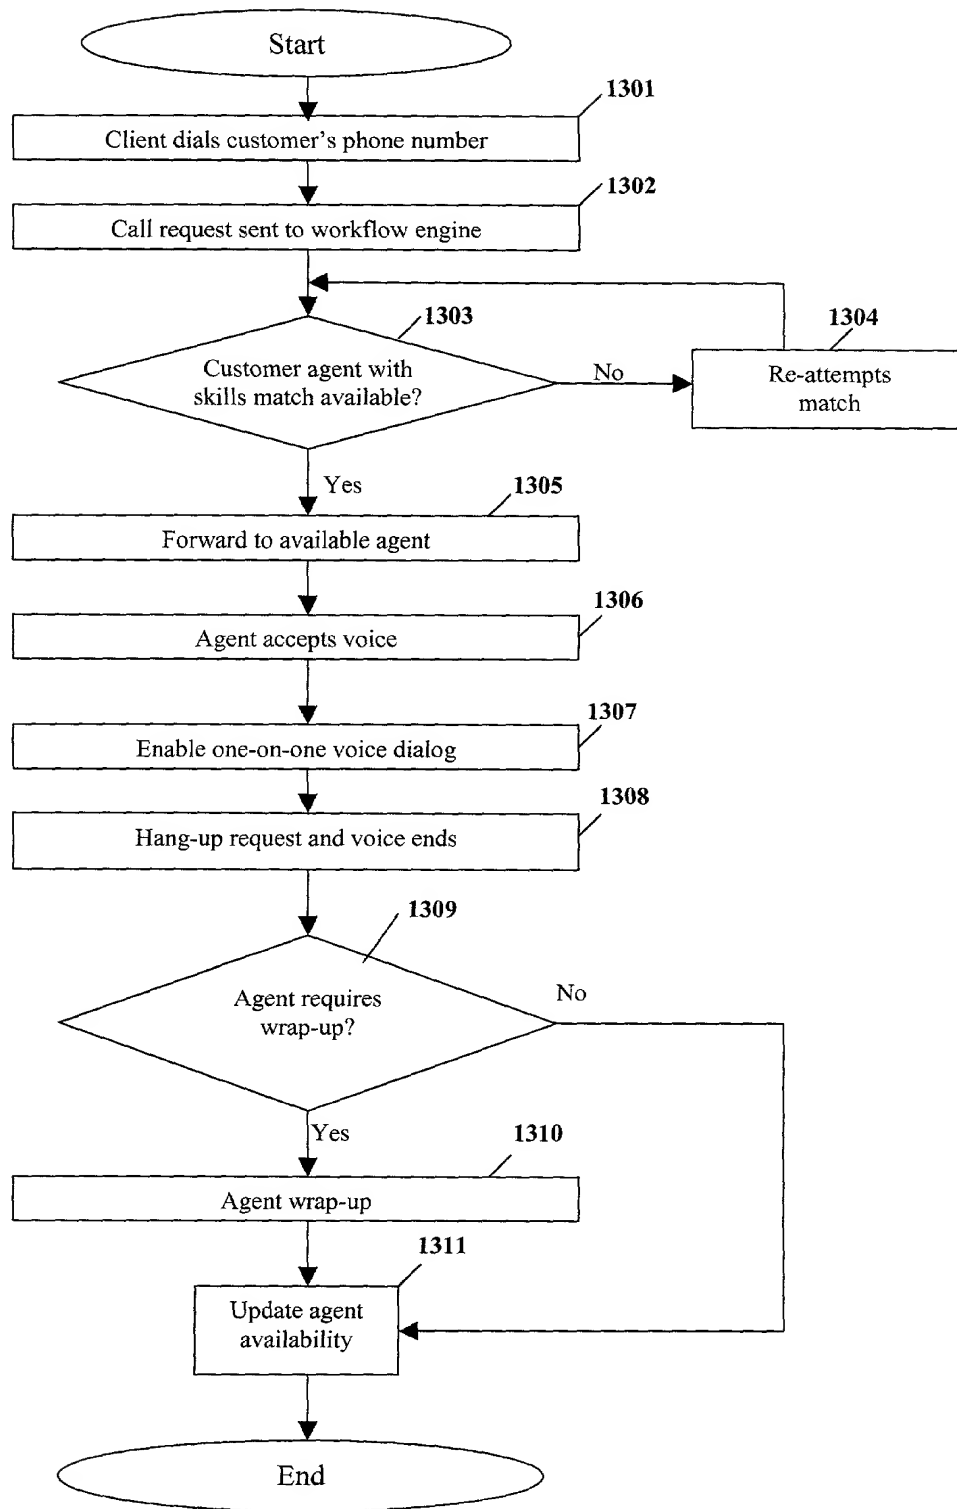 Start
1301
Client dials customer's phone number
1302
Call request sent to workflow engine
1303
Customer agent with
skills match available?
No
1304
Re-attempts
match
Yes
1305
Forward to available agent
1306
Agent accepts voice
1307
Enable one-on-one voice dialog
1308
Hang-up request and voice ends
1309
Agent requires
wrap-up?
No
Yes
1310
Agent wrap-up
1311
Update agent
availability
End